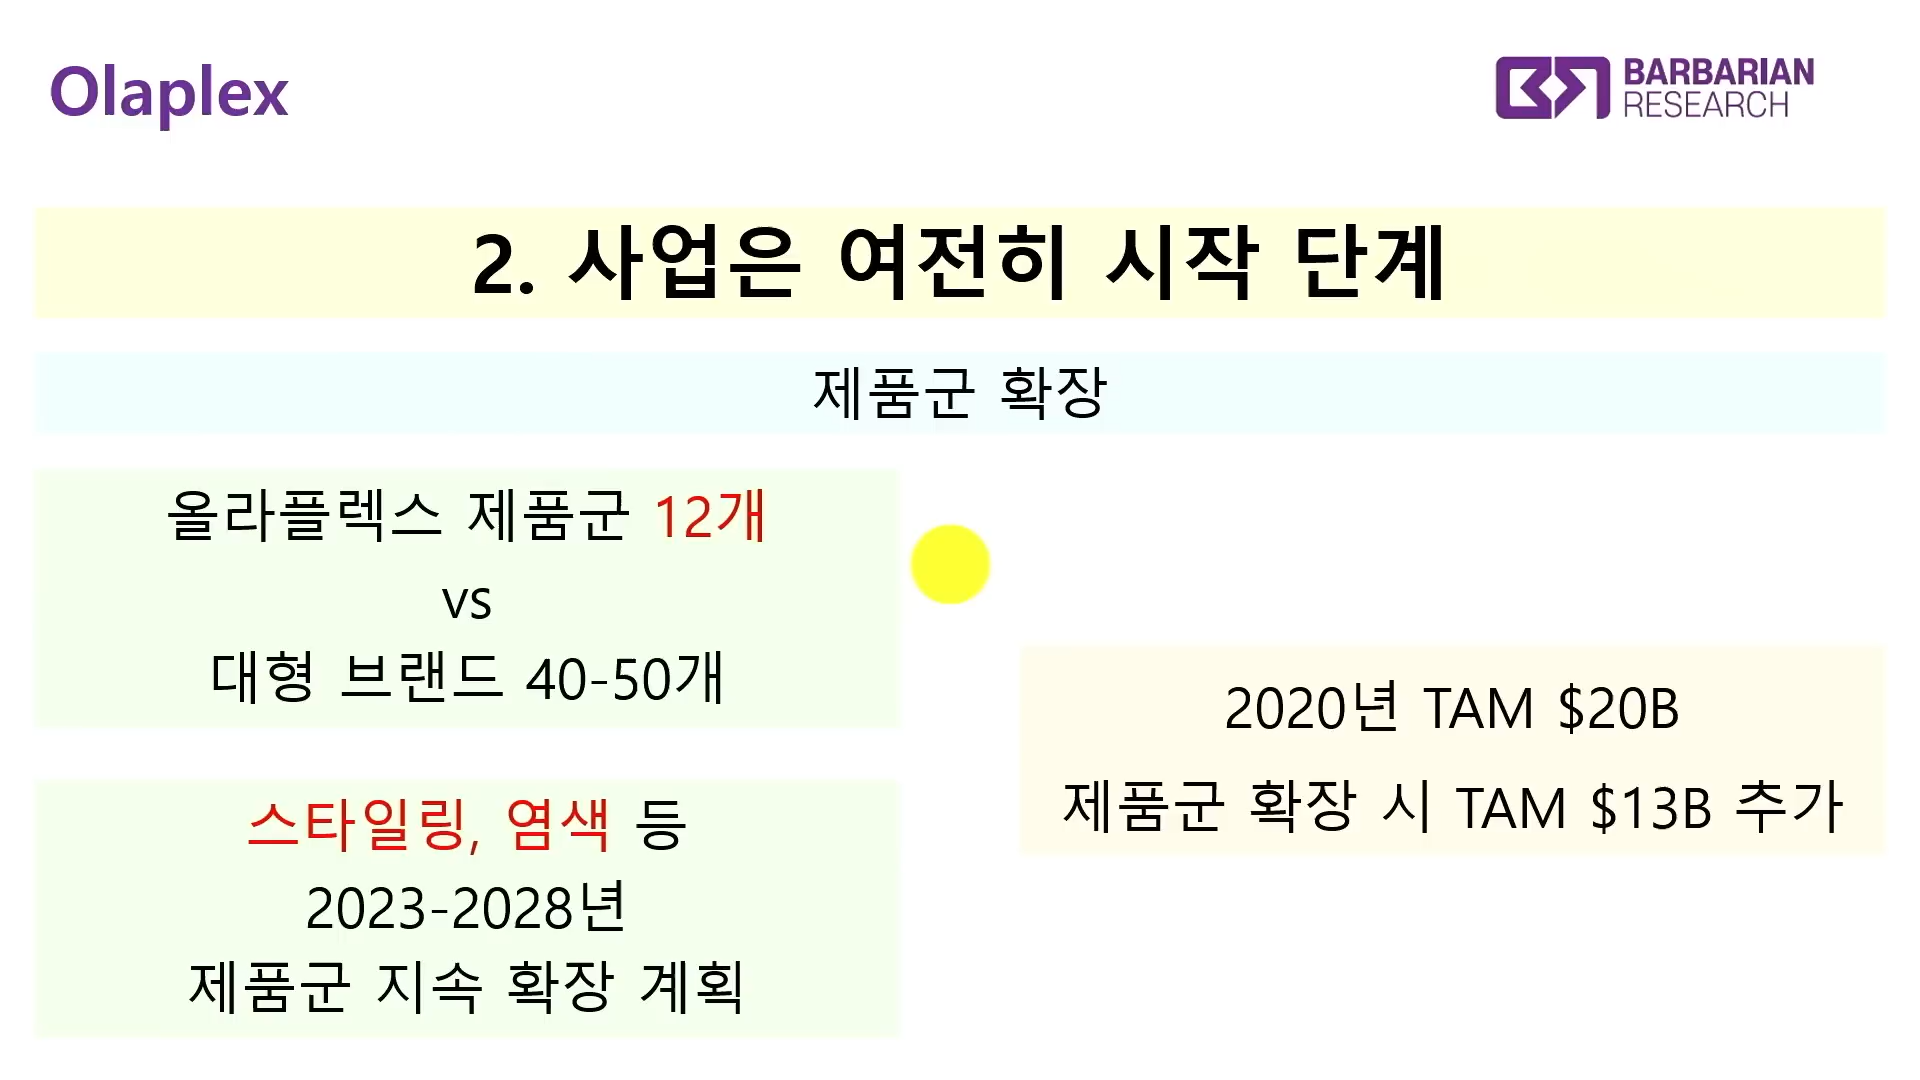 Olaplex
BARBARIAN
RESEARCH
2. 사업은 여전히 시작 단계
제품군 확장
올라플렉스 제품군 12개
vs
대형 브랜드 40-50개
스타일링, 염색 등
2023-2028년
제품군 지속 확장 계획
2020년 TAM $20B
제품군 확장 시 TAM $13B 추가